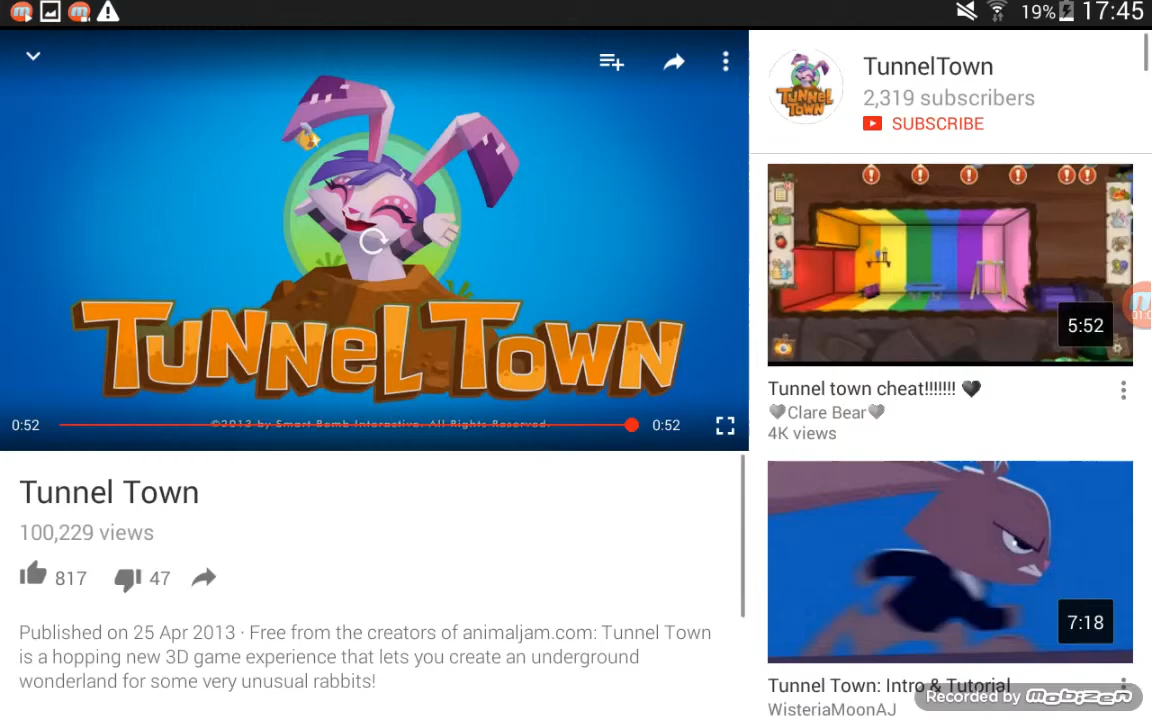 19% 17:45
TUNNEL TOWN
0:52
©2013 by Smart Bomb Interactive. All Rights Reserved.
0:52
Tunnel Town
100,229 views
817 47
Published on 25 Apr 2013 · Free from the creators of animaljam.com: Tunnel Town
is a hopping new 3D game experience that lets you create an underground
wonderland for some very unusual rabbits!
TUNNEL TOWN
TunnelTown
2,319 subscribers
SUBSCRIBE
5:52
Tunnel town cheat!!!!!!! 🖤
🤍Clare Bear🤍
4K views
7:18
Tunnel Town: Intro & Tutorial
WisteriaMoonAJ
Recorded by mobizen